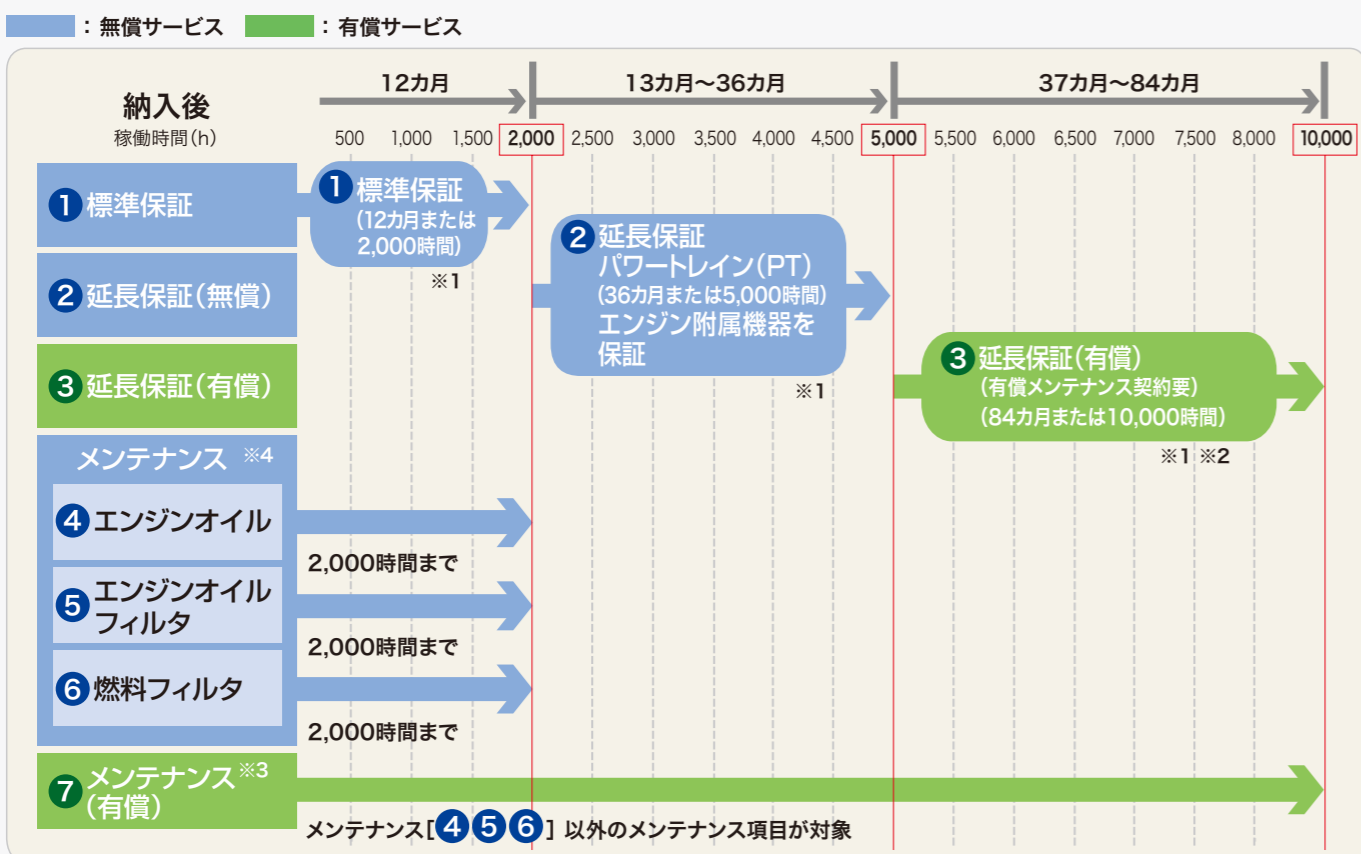 ：無償サービス ：有償サービス
12カ月 13カ月～36カ月 37カ月～84カ月
納入後
稼働時間（h） 500 1,000 1,500 2,000 2,500 3,000 3,500 4,000 4,500 5,000 5,500 6,000 6,500 7,000 7,500 8,000 10,000
❶標準保証
❶標準保証
（12カ月または
2,000時間）
※1
❷延長保証（無償）
❷延長保証
パワートレイン（PT）
（36カ月または5,000時間）
エンジン附属機器を
保証
※1
❸延長保証（有償）
❸延長保証（有償）
（有償メンテナンス契約要）
（84カ月または10,000時間）
※1 ※2
メンテナンス ※4
❹エンジンオイル
2,000時間まで
❺エンジンオイル
フィルタ
2,000時間まで
❻燃料フィルタ
2,000時間まで
❼メンテナンス※3
（有償）
メンテナンス[❹❺❻]以外のメンテナンス項目が対象